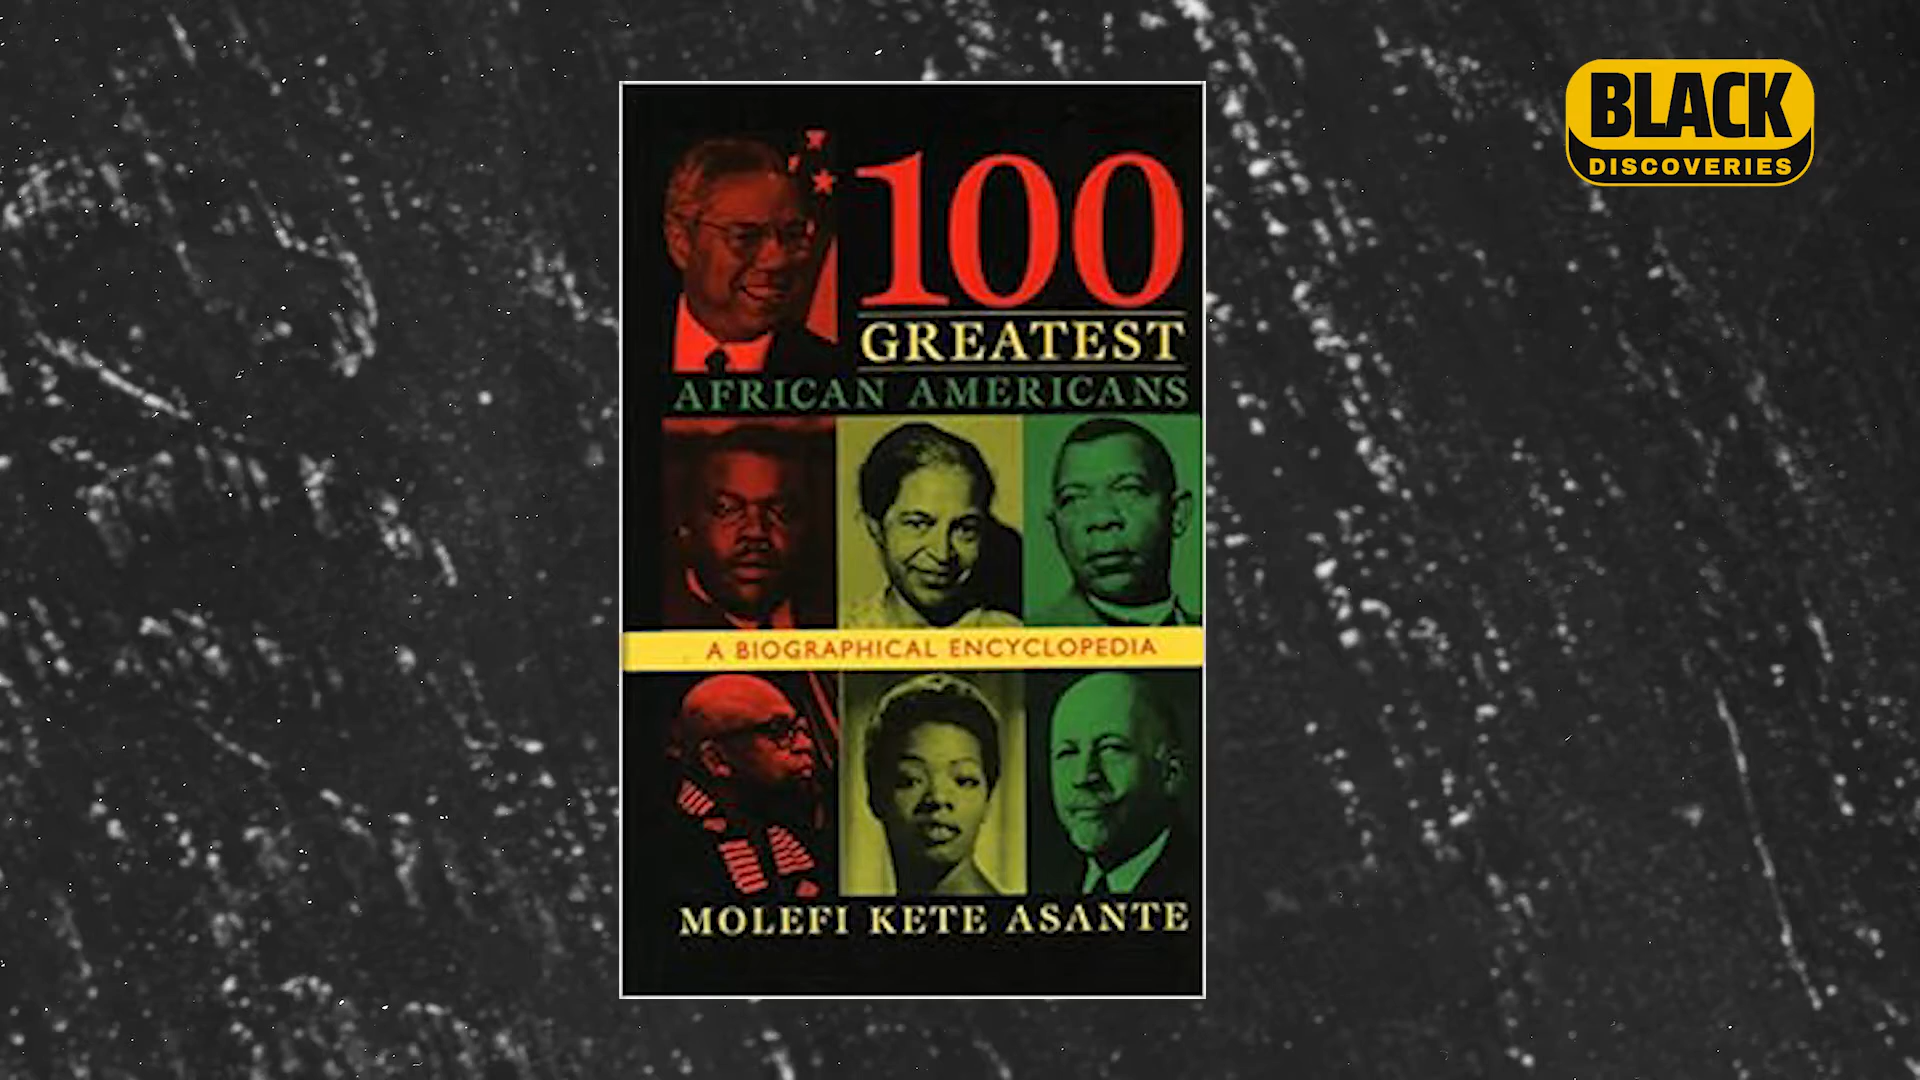 BLACK
DISCOVERIES
100
GREATEST
AFRICAN AMERICANS
A BIOGRAPHICAL ENCYCLOPEDIA
MOLEFI KETE ASANTE